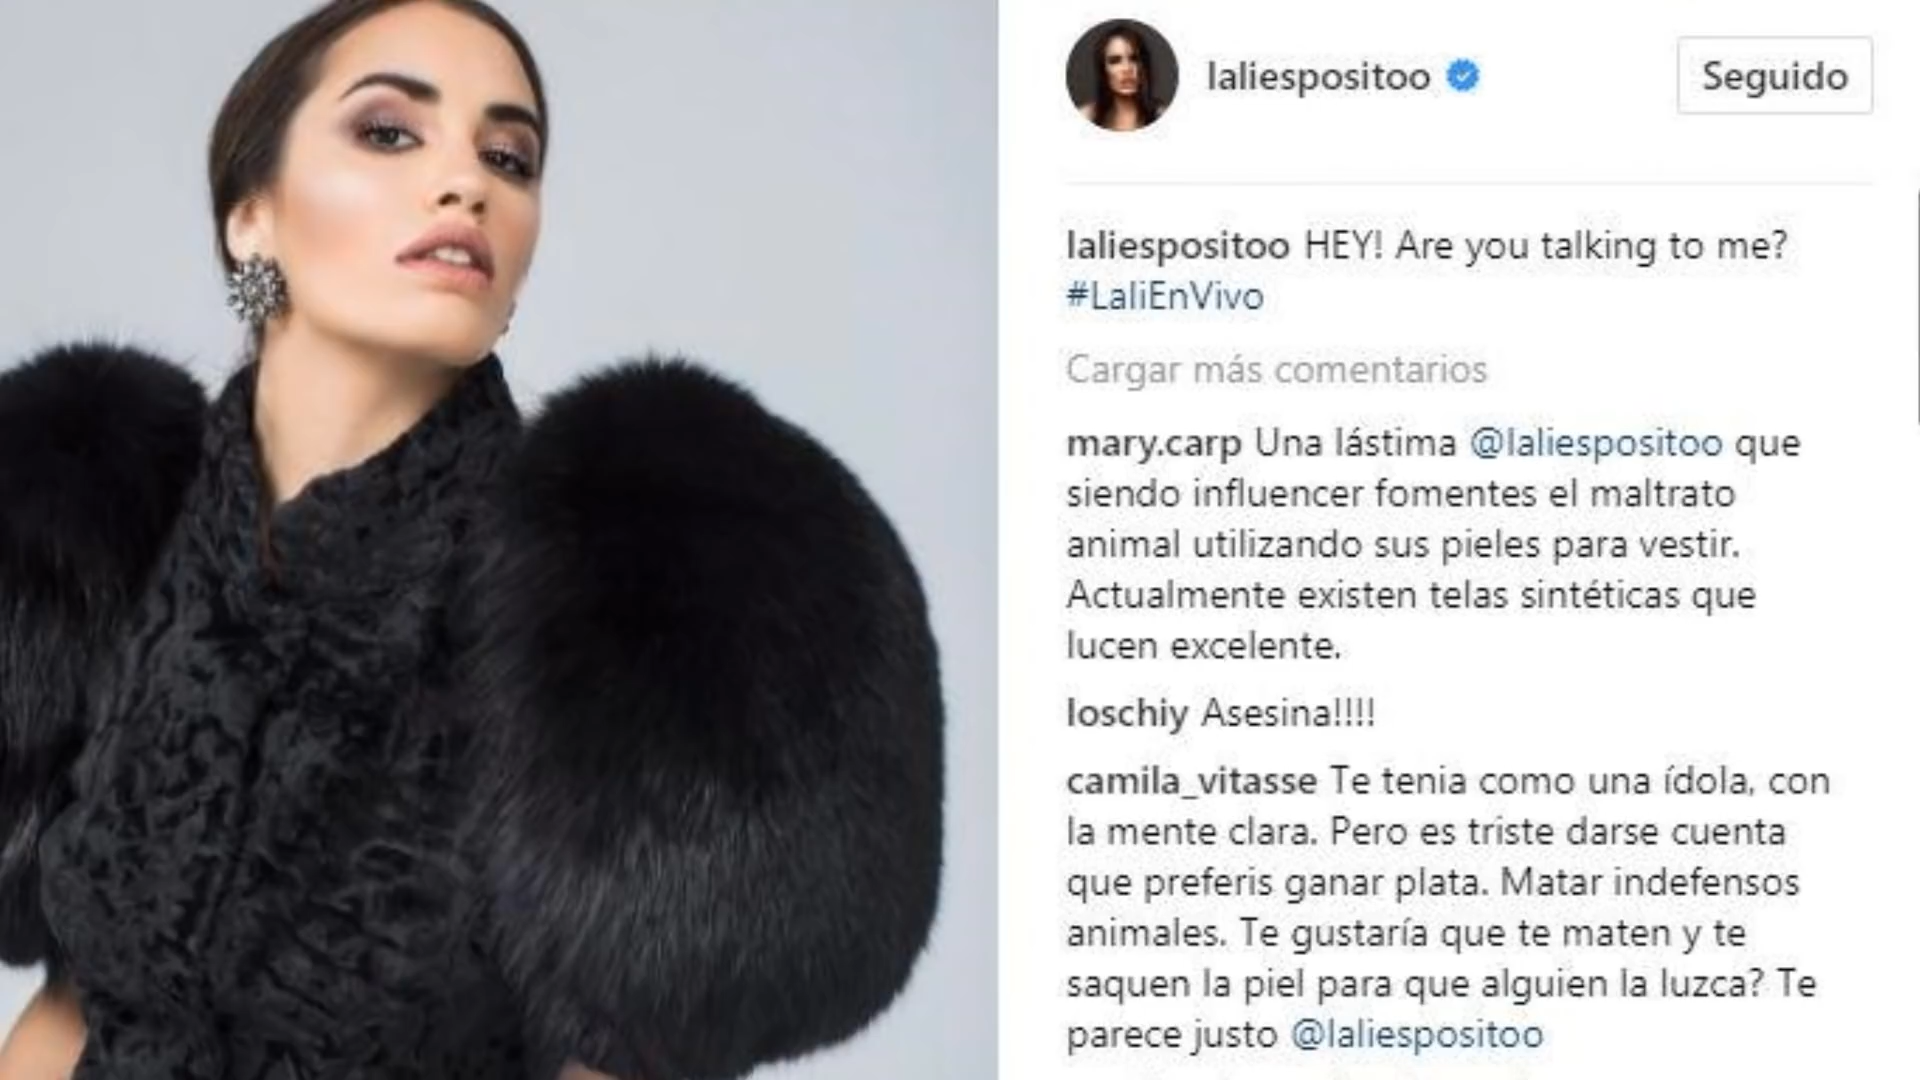 laliespositoo
Seguido
laliespositoo HEY! Are you talking to me?
#LaliEnVivo
Cargar más comentarios
mary.carp Una lástima @laliespositoo que
siendo influencer fomentes el maltrato
animal utilizando sus pieles para vestir.
Actualmente existen telas sintéticas que
lucen excelente.
loschiy Asesina!!!!
camila_vitasse Te tenia como una ídola, con
la mente clara. Pero es triste darse cuenta
que preferis ganar plata. Matar indefensos
animales. Te gustaría que te maten y te
saquen la piel para que alguien la luzca? Te
parece justo @laliespositoo